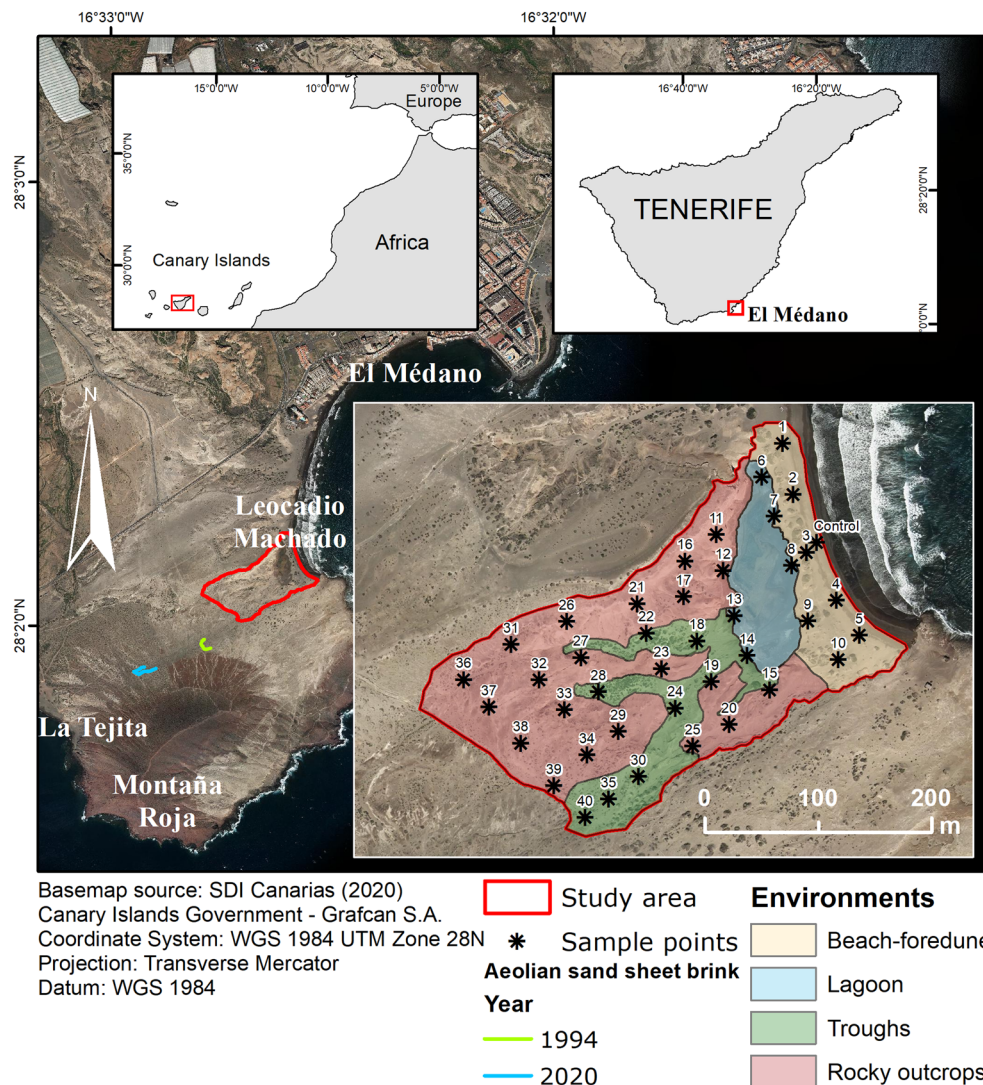 16°33'0"W
16°32'0"W
28°3'0"N
28°2'0"N
15°0'0"W
10°0'0"W
5°0'0"W
35°0'0"N
30°0'0"N
Europe
Africa
Canary Islands
16°40'0"W
16°20'0"W
28°20'0"N
TENERIFE
El Médano
El Médano
N
Leocadio
Machado
La Tejita
Montaña
Roja
1
2
3
Control
4
5
6
7
8
9
10
11
12
13
14
15
16
17
18
19
20
21
22
23
24
25
26
27
28
29
30
31
32
33
34
35
36
37
38
39
40
0 100 200
m
Basemap source: SDI Canarias (2020)
Canary Islands Government - Grafcan S.A.
Coordinate System: WGS 1984 UTM Zone 28N
Projection: Transverse Mercator
Datum: WGS 1984
Study area
Sample points
Aeolian sand sheet brink
Year
1994
2020
Environments
Beach-foredune
Lagoon
Troughs
Rocky outcrops